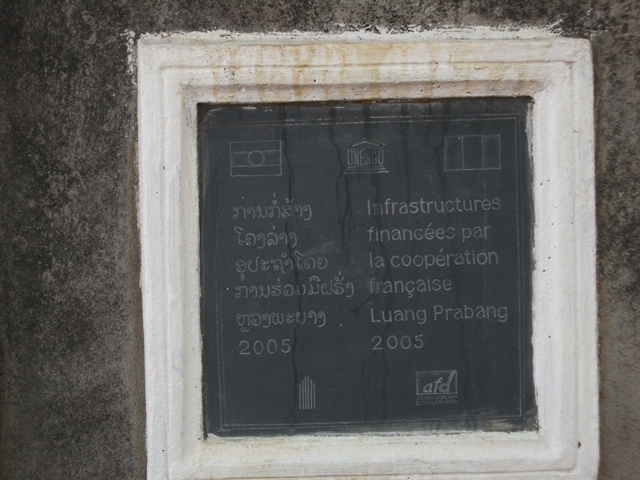 UNESCO
ການກໍ່ສ້າງ
ໂຄງລ່າງ
ອຸປະຖຳໂດຍ
ການຮ່ວມມືຝຣັ່ງ
ຫຼວງພະບາງ
2005
Infrastructures
financées par
la coopération
française
Luang Prabang
2005
afd